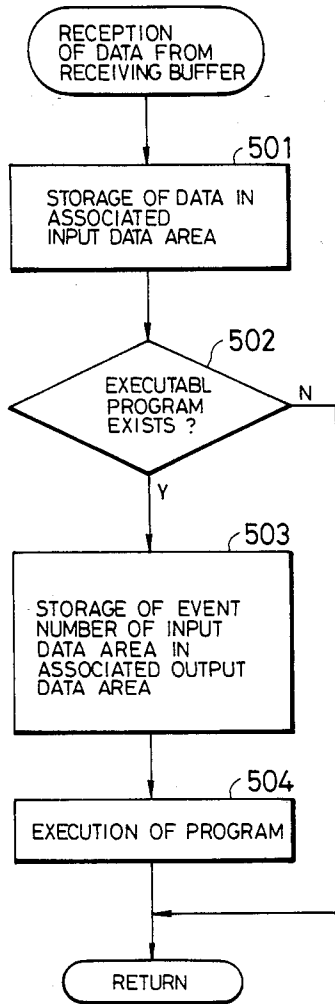 RECEPTION
OF DATA FROM
RECEIVING BUFFER
501
STORAGE OF DATA IN
ASSOCIATED
INPUT DATA AREA
502
EXECUTABL
PROGRAM
EXISTS ?
N
Y
503
STORAGE OF EVENT
NUMBER OF INPUT
DATA AREA IN
ASSOCIATED OUTPUT
DATA AREA
504
EXECUTION OF PROGRAM
RETURN